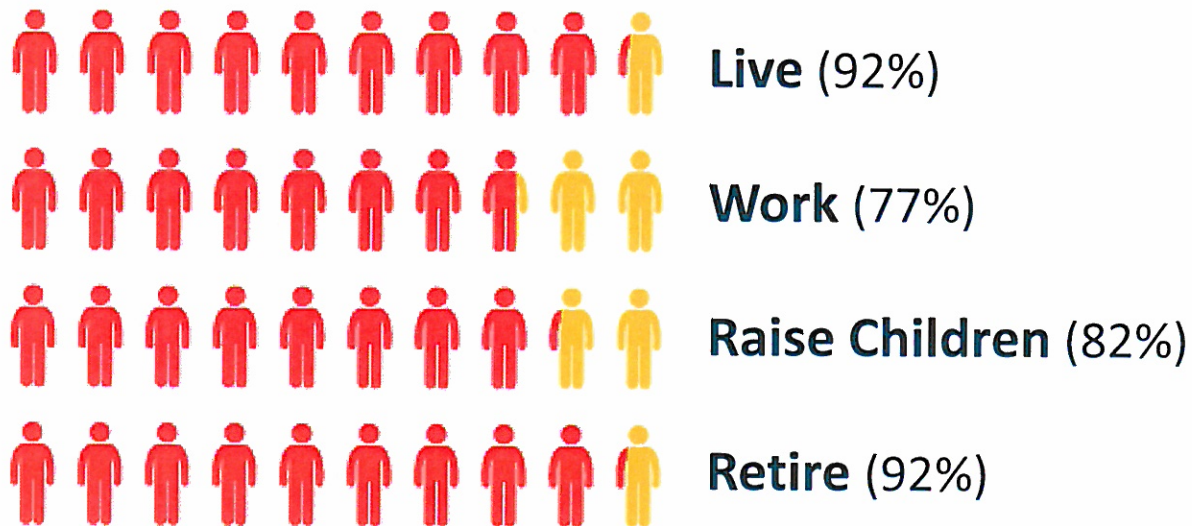 Live (92%)
Work (77%)
Raise Children (82%)
Retire (92%)